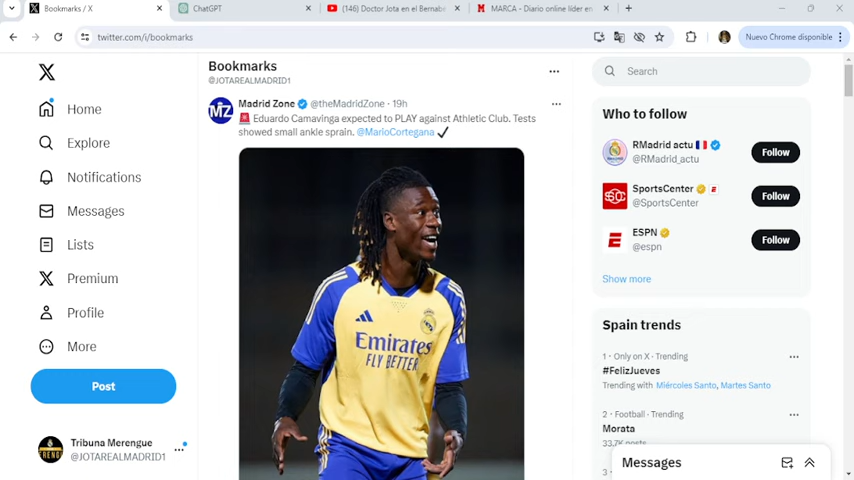 Bookmarks / X
ChatGPT
(146) Doctor Jota en el Bernabe
MARCA - Diario online líder en
twitter.com/i/bookmarks
Nuevo Chrome disponible
Bookmarks
@JOTAREALMADRID1
Search
Home
Explore
Notifications
Messages
Lists
Premium
Profile
More
Post
Tribuna Merengue
@JOTAREALMADRID1
MZ
Madrid Zone @theMadridZone · 19h
🚨 Eduardo Camavinga expected to PLAY against Athletic Club. Tests
showed small ankle sprain. @MarioCortegana ✓
Emirates
FLY BETTER
Who to follow
RMadrid actu 🇫🇷
@RMadrid_actu
Follow
SportsCenter
@SportsCenter
Follow
ESPN
@espn
Follow
Show more
Spain trends
1 · Only on X · Trending
#FelizJueves
Trending with Miércoles Santo, Martes Santo
2 · Football · Trending
Morata
33.7K posts
3 ·
Messages